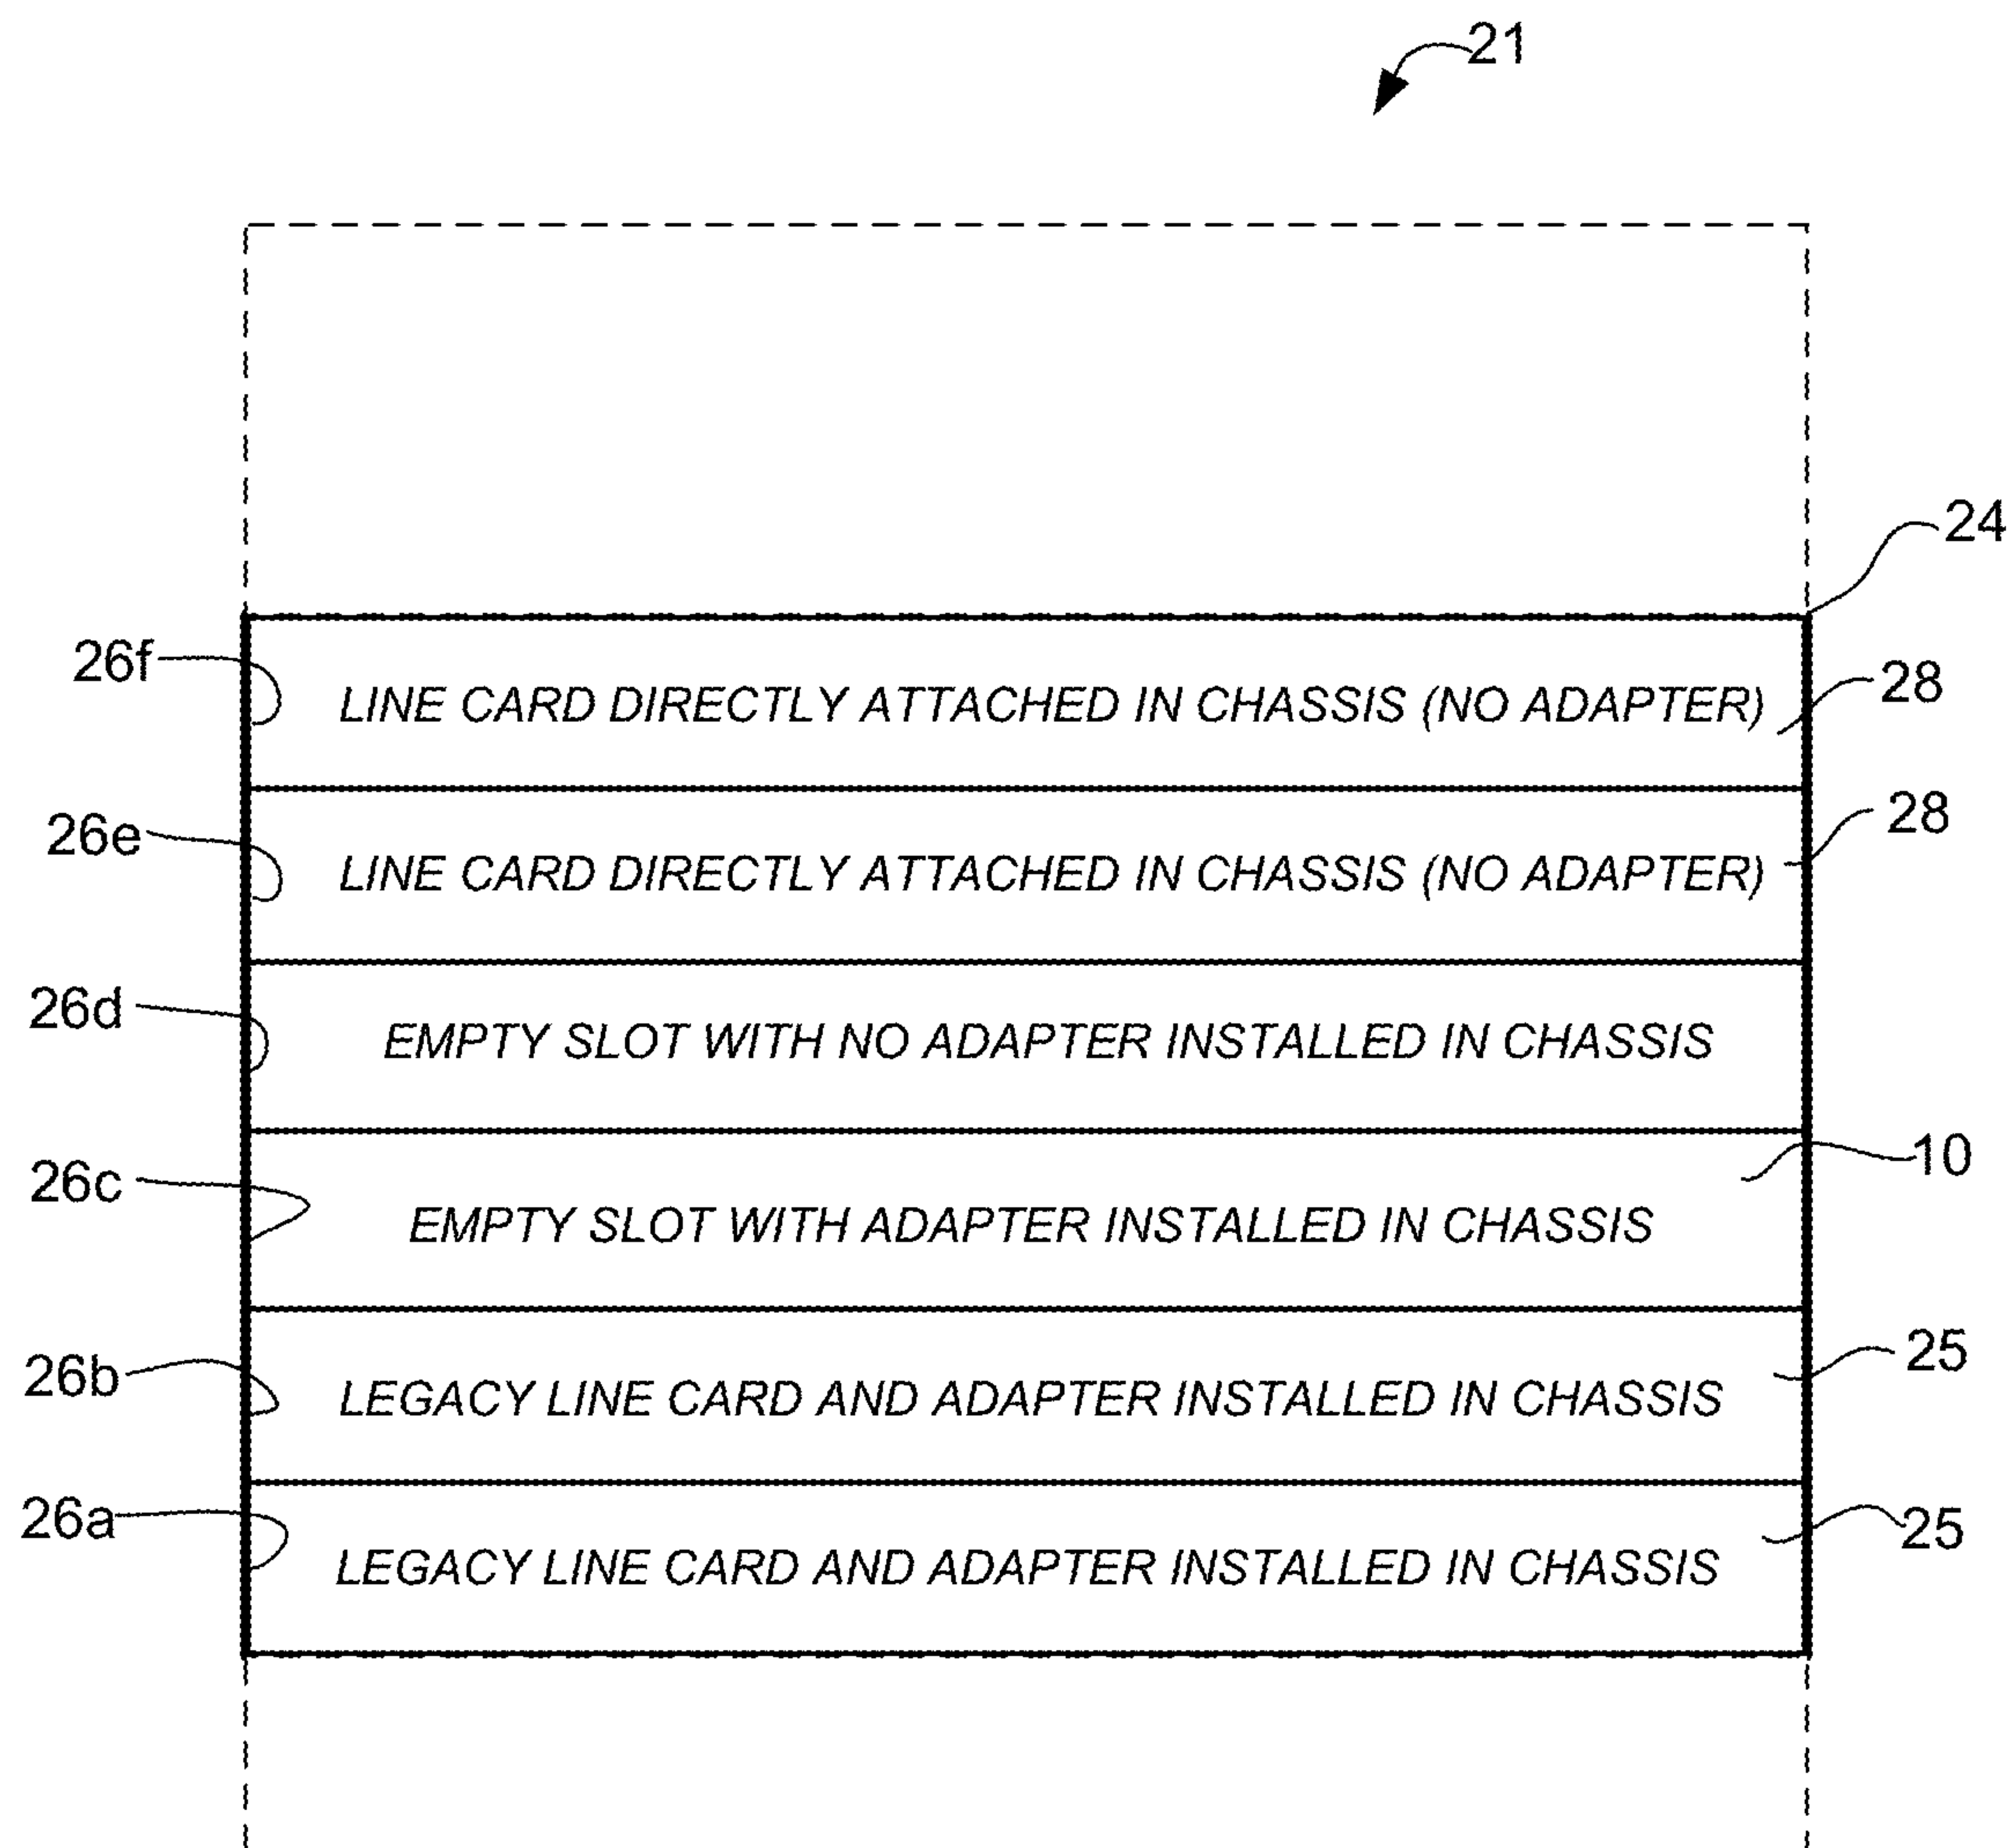 21
24
26f
LINE CARD DIRECTLY ATTACHED IN CHASSIS (NO ADAPTER)
28
26e
LINE CARD DIRECTLY ATTACHED IN CHASSIS (NO ADAPTER)
28
26d
EMPTY SLOT WITH NO ADAPTER INSTALLED IN CHASSIS
26c
EMPTY SLOT WITH ADAPTER INSTALLED IN CHASSIS
10
26b
LEGACY LINE CARD AND ADAPTER INSTALLED IN CHASSIS
25
26a
LEGACY LINE CARD AND ADAPTER INSTALLED IN CHASSIS
25